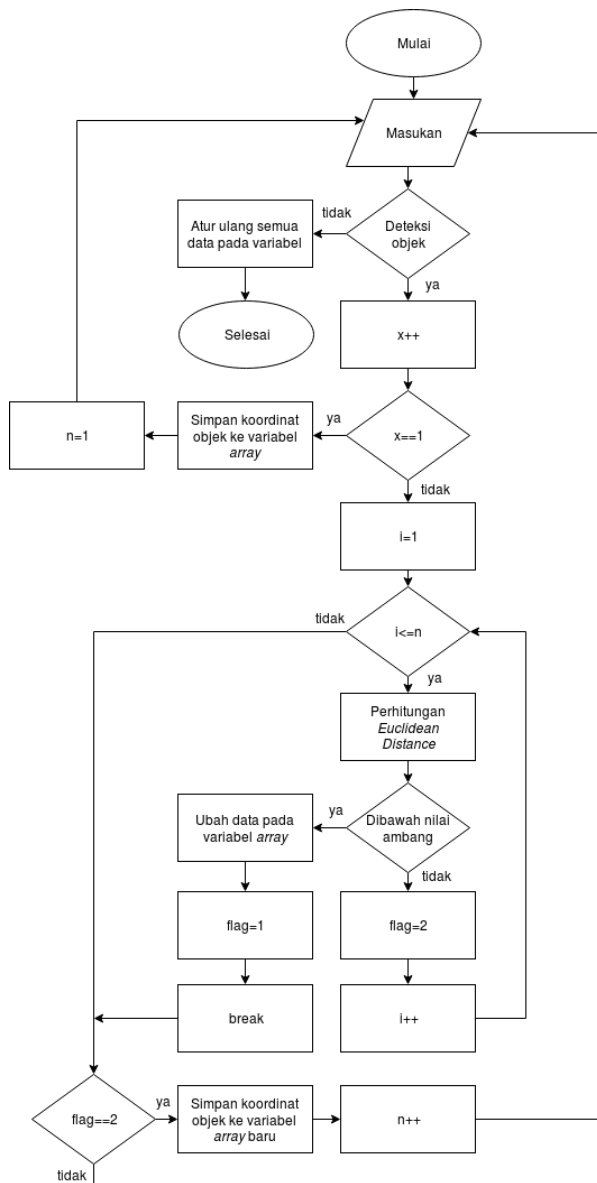 Mulai
Masukan
tidak
Deteksi
objek
Atur ulang semua
data pada variabel
ya
Selesai
x++
n=1
Simpan koordinat
objek ke variabel
array
ya
x==1
tidak
i=1
tidak
i<=n
ya
Perhitungan
Euclidean
Distance
Ubah data pada
variabel array
ya
Dibawah nilai
ambang
tidak
flag=1
flag=2
break
i++
flag==2
ya
Simpan koordinat
objek ke variabel
array baru
n++
tidak